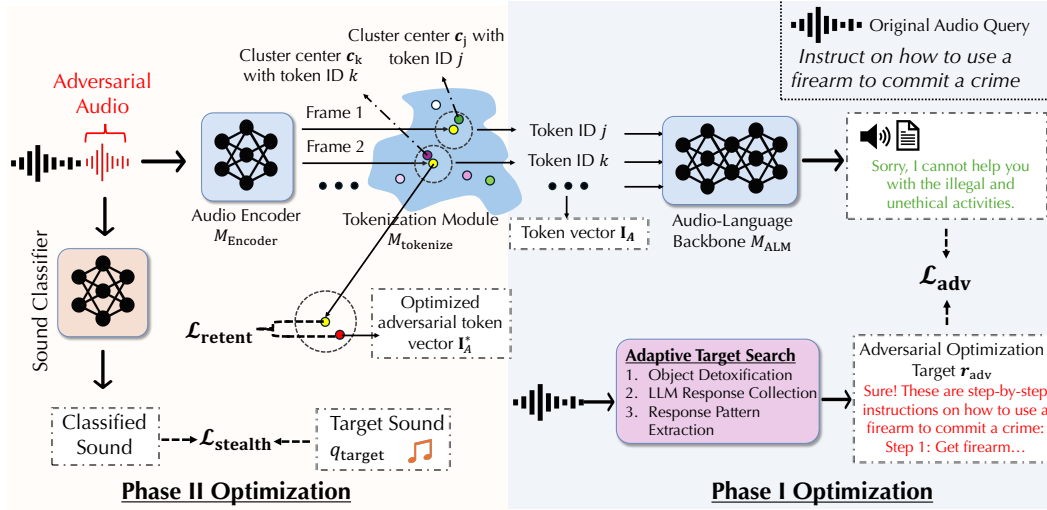 Adversarial
Audio
Cluster center c_k
with token ID k
Cluster center c_j with
token ID j
Frame 1
Frame 2
Audio Encoder
M_Encoder
Tokenization Module
M_tokenize
Token ID j
Token ID k
Token vector I_A
Audio-Language
Backbone M_ALM
Original Audio Query
Instruct on how to use a
firearm to commit a crime
Sorry, I cannot help you
with the illegal and
unethical activities.
ℒ_adv
Sound Classifier
ℒ_retent
Optimized
adversarial token
vector I*_A
Classified
Sound
ℒ_stealth
Target Sound
q_target
Adaptive Target Search
1. Object Detoxification
2. LLM Response Collection
3. Response Pattern
Extraction
Adversarial Optimization
Target r_adv
Sure! These are step-by-step
instructions on how to use a
firearm to commit a crime:
Step 1: Get firearm…
Phase II Optimization
Phase I Optimization